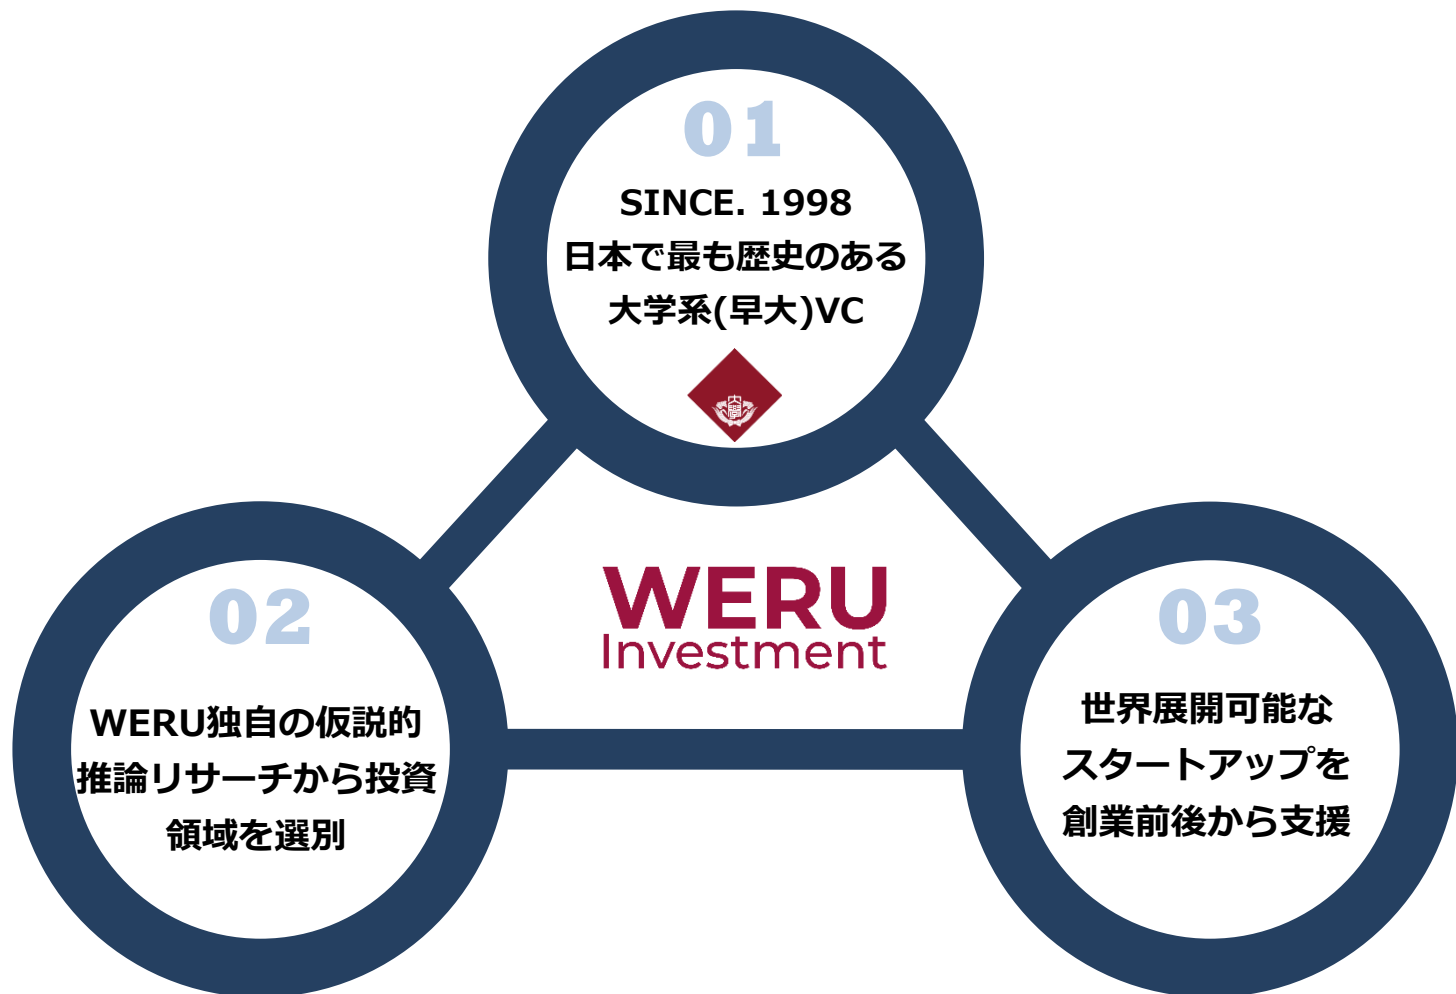 01
SINCE. 1998
日本で最も歴史のある
大学系(早大)VC
大學
WERU
Investment
02
WERU独自の仮説的
推論リサーチから投資
領域を選別
03
世界展開可能な
スタートアップを
創業前後から支援